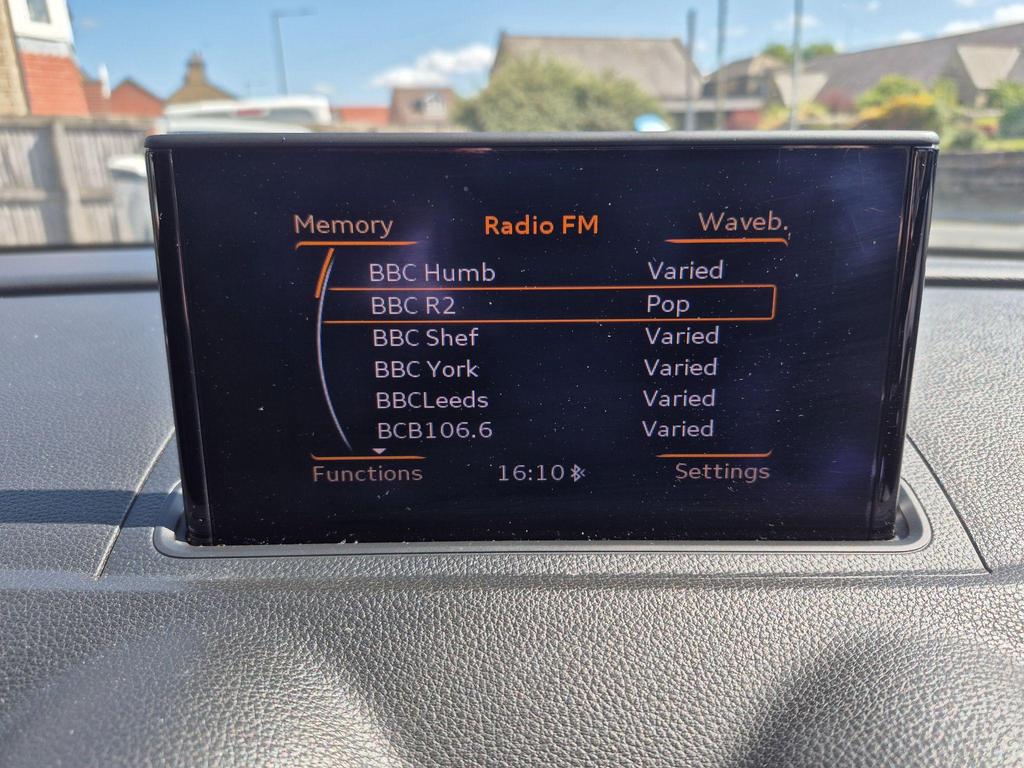 Memory Radio FM Waveb.
BBC Humb Varied
BBC R2 Pop
BBC Shef Varied
BBC York Varied
BBCLeeds Varied
BCB106.6 Varied
Functions 16:10 Settings